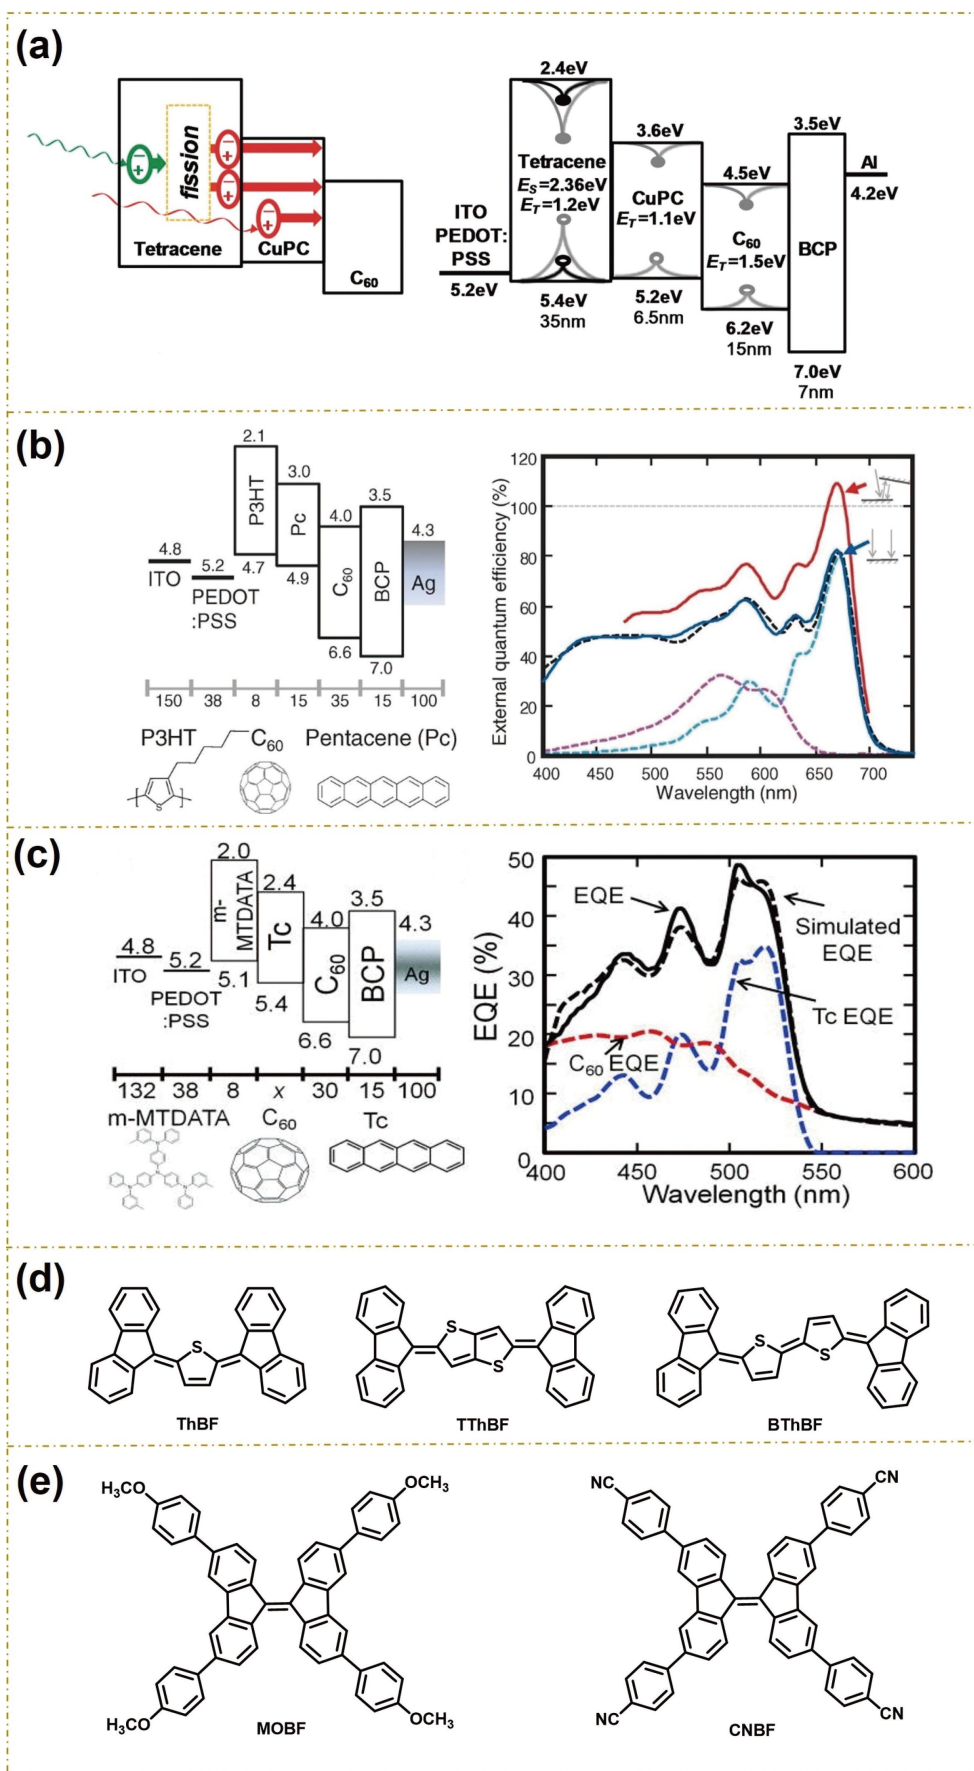 (a)
fission
Tetracene
CuPC
C60
ITO
PEDOT:
PSS
5.2eV
2.4eV
Tetracene
ES=2.36eV
ET=1.2eV
5.4eV
35nm
3.6eV
CuPC
ET=1.1eV
5.2eV
6.5nm
4.5eV
C60
ET=1.5eV
6.2eV
15nm
3.5eV
BCP
7.0eV
7nm
Al
4.2eV
(b)
4.8
ITO
5.2
PEDOT
:PSS
2.1
P3HT
4.7
3.0
Pc
4.9
4.0
C60
6.6
3.5
BCP
7.0
4.3
Ag
150 38 8 15 35 15 100
P3HT C60 Pentacene (Pc)
S
External quantum efficiency (%)
120
100
80
60
40
20
0
400 450 500 550 600 650 700
Wavelength (nm)
(c)
4.8
ITO
5.2
PEDOT
:PSS
2.0
m-
MTDATA
5.1
2.4
Tc
5.4
4.0
C60
6.6
3.5
BCP
7.0
4.3
Ag
132 38 8 x 30 15 100
m-MTDATA C60 Tc
EQE (%)
50
40
30
20
10
0
EQE
Simulated
EQE
Tc EQE
C60 EQE
400 450 500 550 600
Wavelength (nm)
(d)
S
ThBF
S
S
TThBF
S
S
BThBF
(e)
H3CO OCH3
H3CO OCH3
MOBF
NC CN
NC CN
CNBF